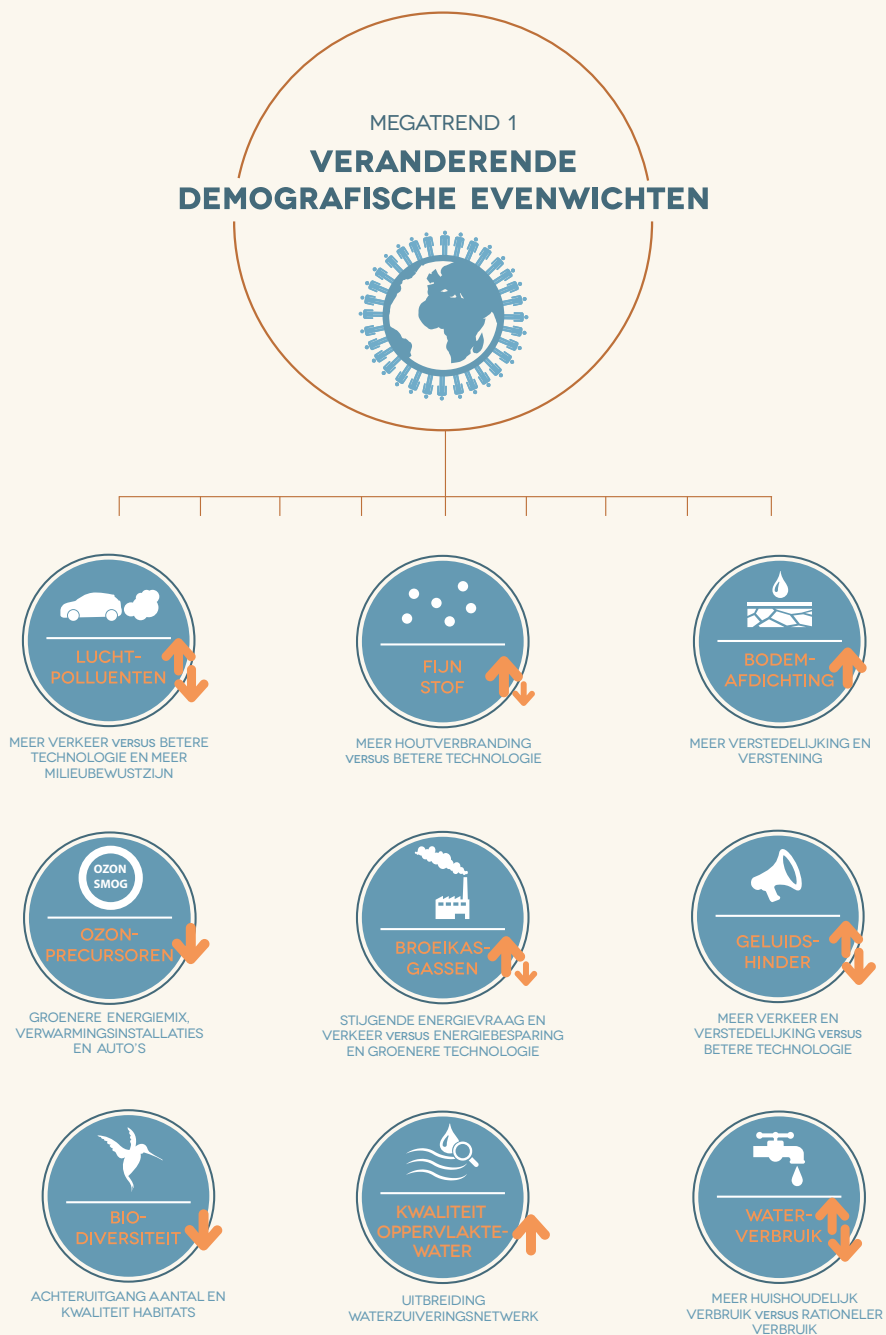 MEGATREND 1
VERANDERENDE
DEMOGRAFISCHE EVENWICHTEN
LUCHT-
POLLUENTEN
MEER VERKEER VERSUS BETERE
TECHNOLOGIE EN MEER
MILIEUBEWUSTZIJN
FIJN
STOF
MEER HOUTVERBRANDING
VERSUS BETERE TECHNOLOGIE
BODEM-
AFDICHTING
MEER VERSTEDELIJKING EN
VERSTENING
OZON
SMOG
OZON-
PRECURSOREN
GROENERE ENERGIEMIX,
VERWARMINGSINSTALLATIES
EN AUTO'S
BROEIKAS-
GASSEN
STIJGENDE ENERGIEVRAAG EN
VERKEER VERSUS ENERGIEBESPARING
EN GROENERE TECHNOLOGIE
GELUIDS-
HINDER
MEER VERKEER EN
VERSTEDELIJKING VERSUS
BETERE TECHNOLOGIE
BIO-
DIVERSITEIT
ACHTERUITGANG AANTAL EN
KWALITEIT HABITATS
KWALITEIT
OPPERVLAKTE-
WATER
UITBREIDING
WATERZUIVERINGSNETWERK
WATER-
VERBRUIK
MEER HUISHOUDELIJK
VERBRUIK VERSUS RATIONELER
VERBRUIK